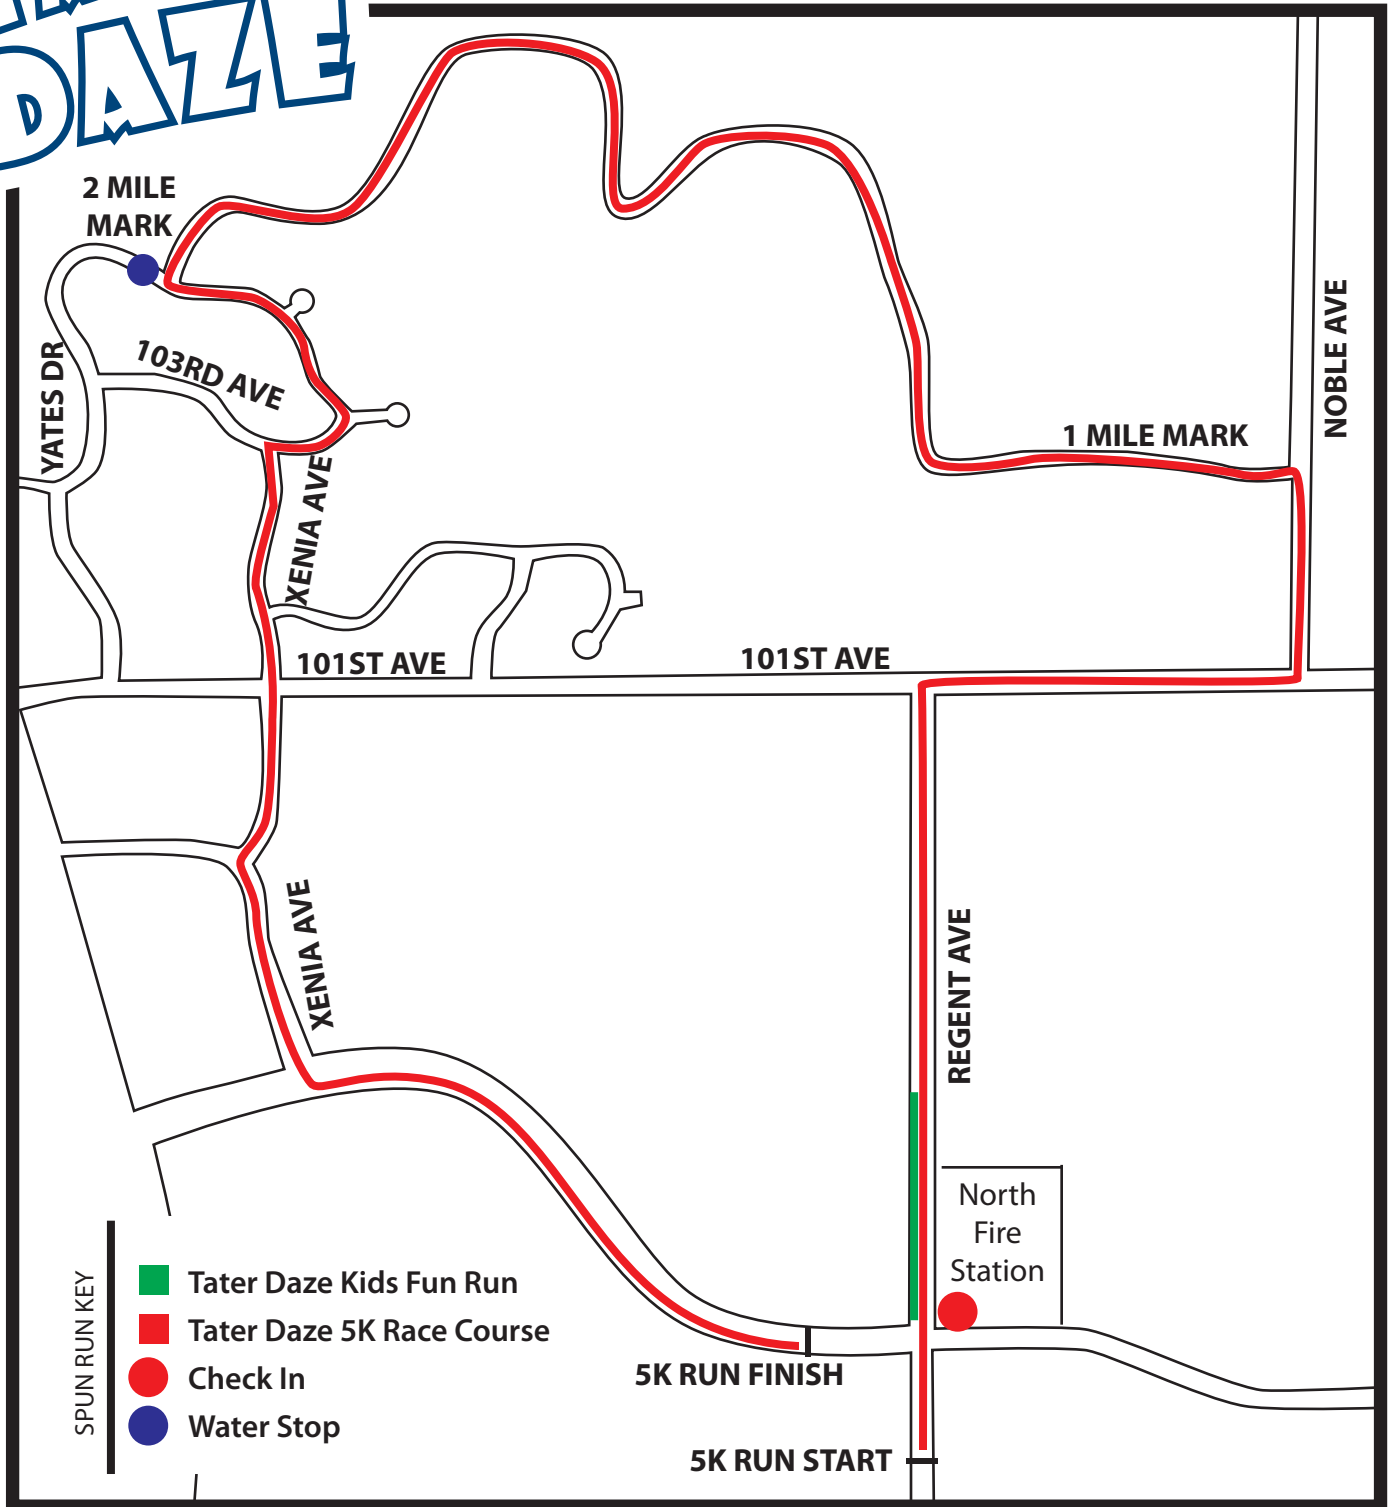 DAZE
2 MILE
MARK
YATES DR
103RD AVE
XENIA AVE
1 MILE MARK
NOBLE AVE
101ST AVE
101ST AVE
XENIA AVE
REGENT AVE
North
Fire
Station
SPUN RUN KEY
Tater Daze Kids Fun Run
Tater Daze 5K Race Course
Check In
Water Stop
5K RUN FINISH
5K RUN START